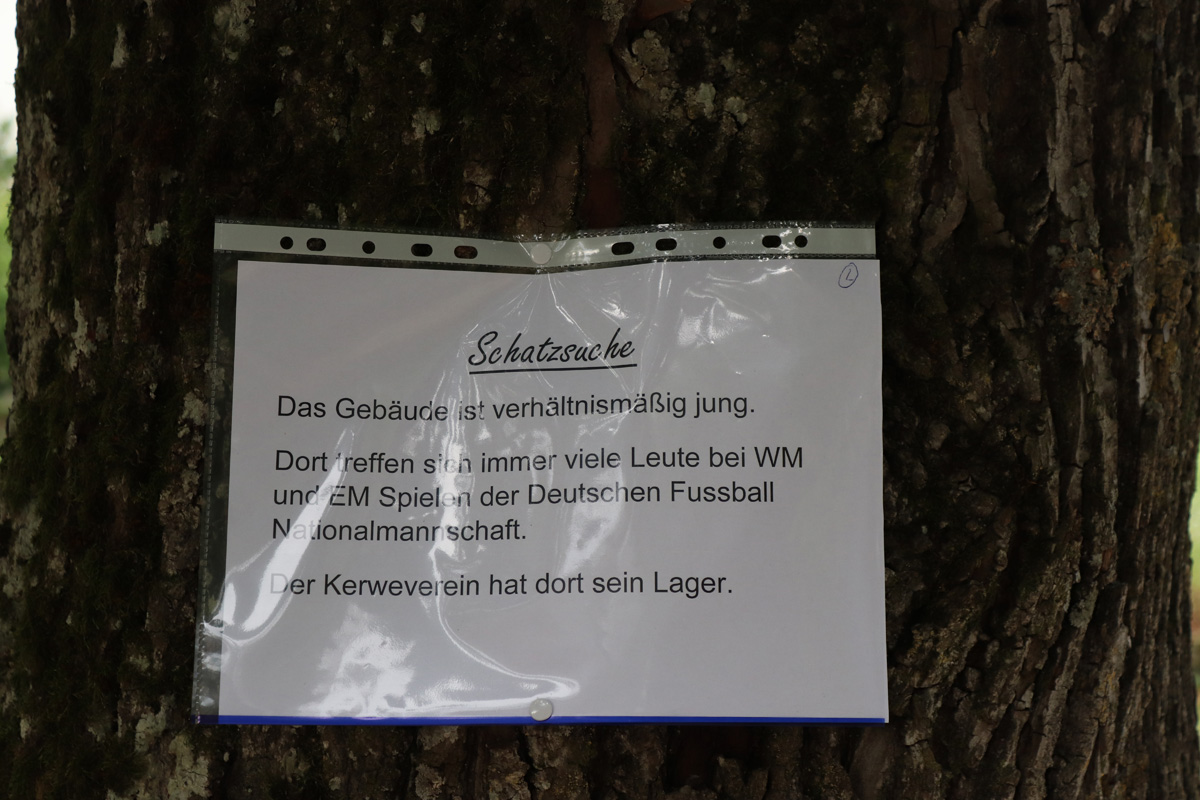 Schatzsuche
Das Gebäude ist verhältnismäßig jung.
Dort treffen sich immer viele Leute bei WM
und EM Spielen der Deutschen Fussball
Nationalmannschaft.
Der Kerweverein hat dort sein Lager.